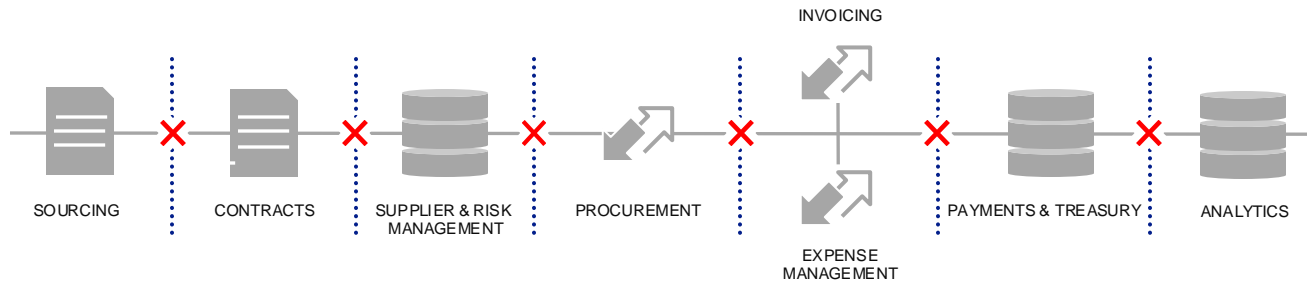 INVOICING
SOURCING
CONTRACTS
SUPPLIER & RISK
MANAGEMENT
PROCUREMENT
EXPENSE
MANAGEMENT
PAYMENTS & TREASURY
ANALYTICS